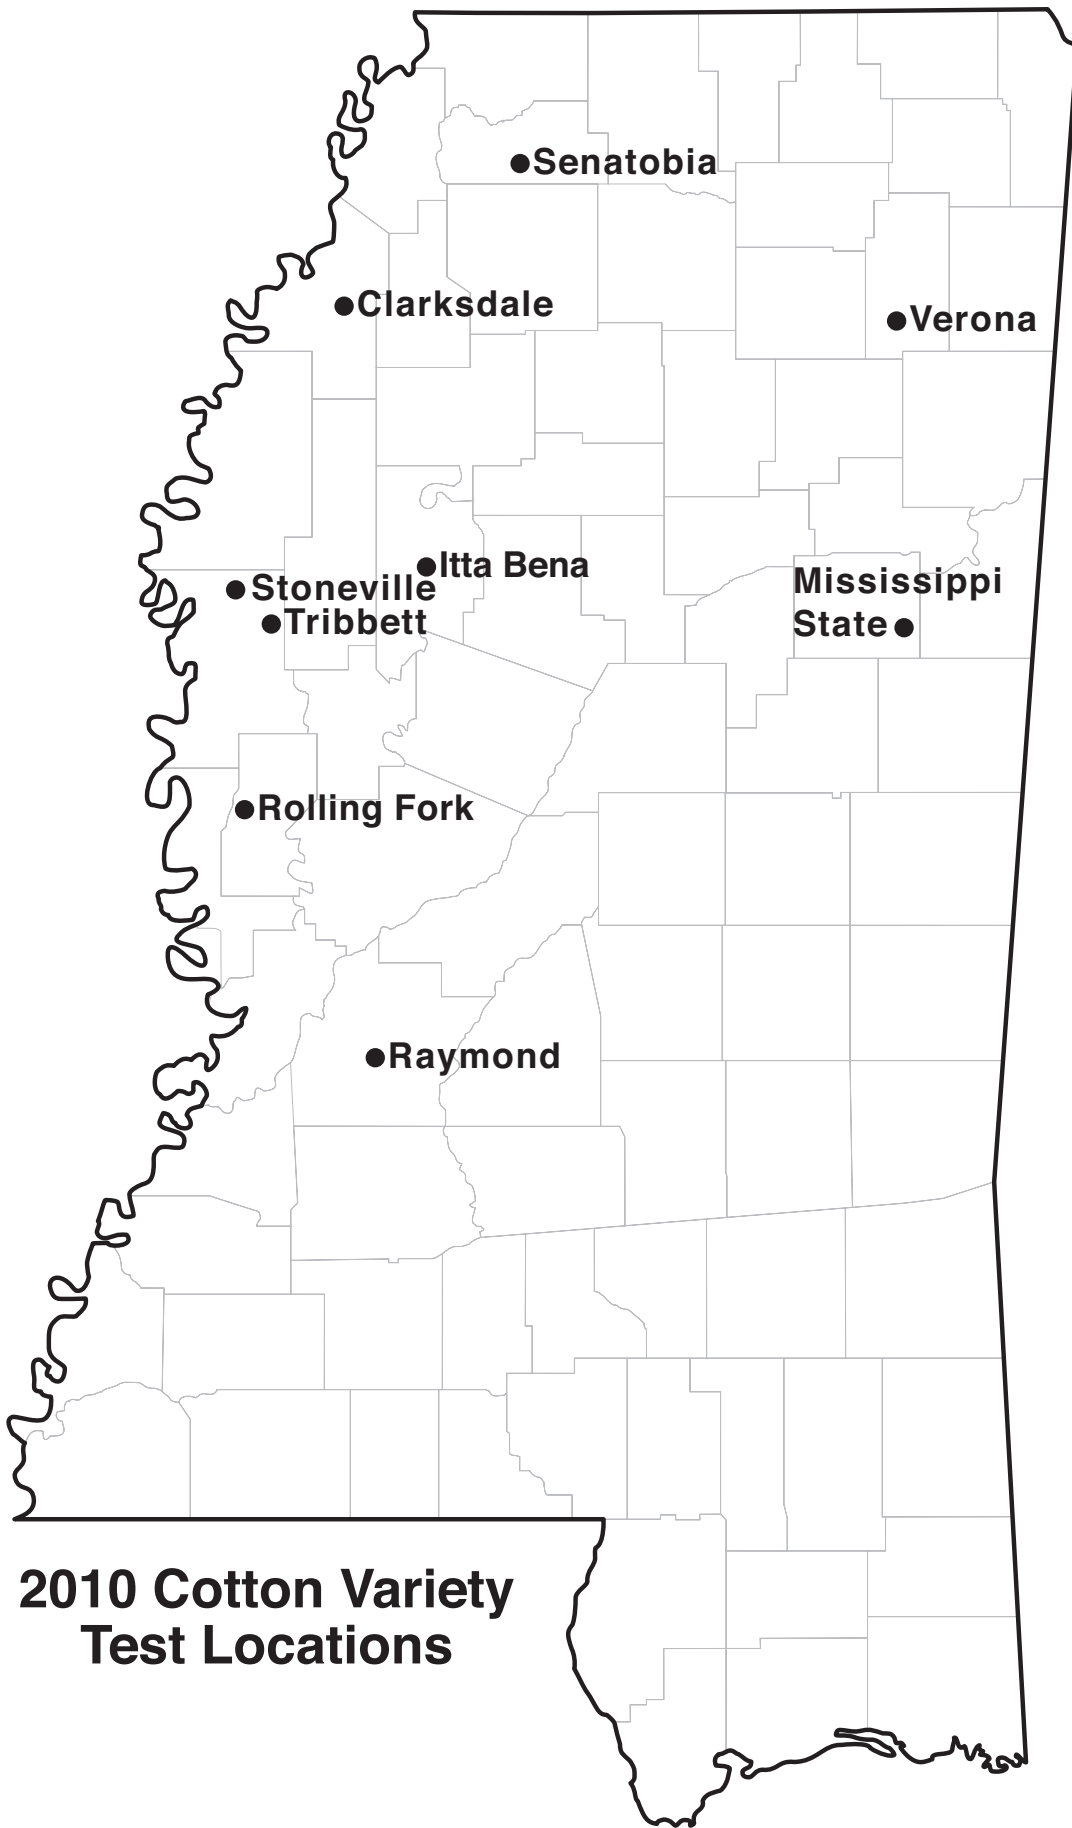 Senatobia
Clarksdale
Verona
Itta Bena
Stoneville
Mississippi
State
Tribbett
Rolling Fork
Raymond
2010 Cotton Variety
Test Locations